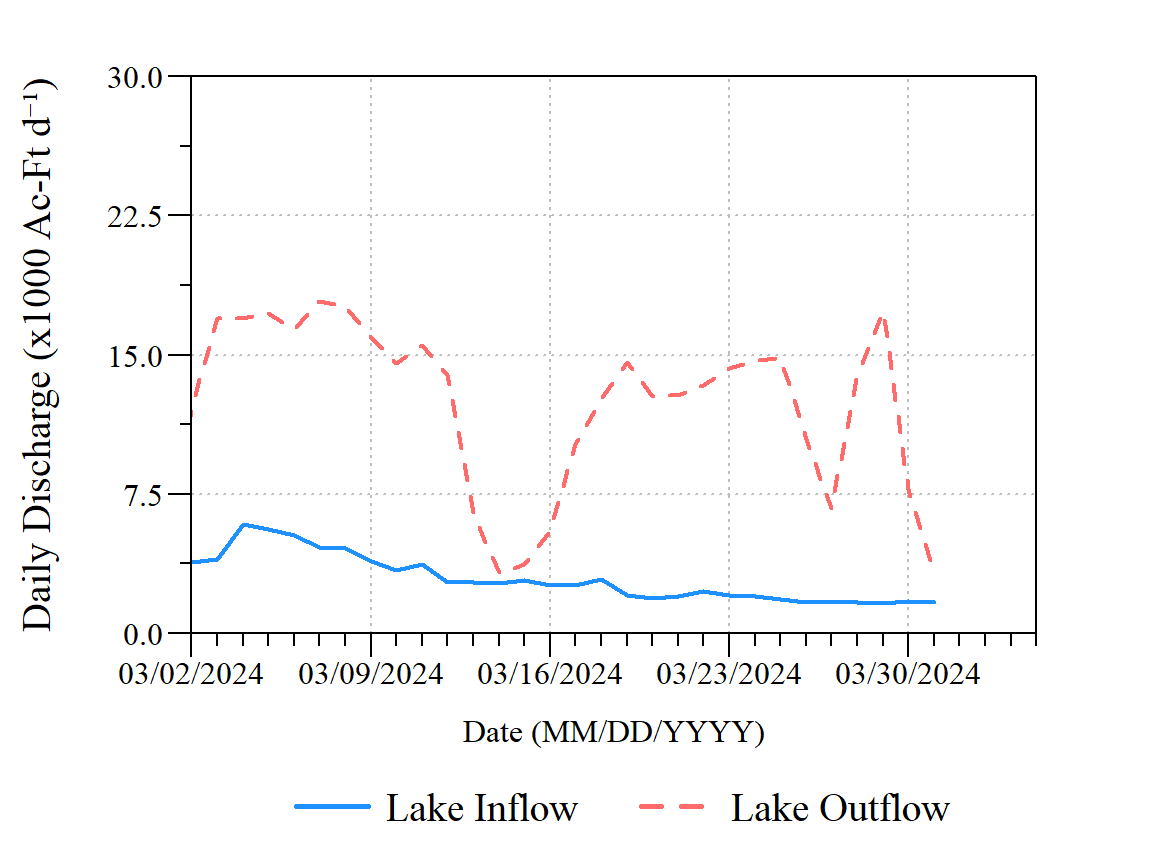 Daily Discharge (x1000 Ac-Ft d⁻¹)
30.0
22.5
15.0
7.5
0.0
03/02/2024 03/09/2024 03/16/2024 03/23/2024 03/30/2024
Date (MM/DD/YYYY)
Lake Inflow Lake Outflow